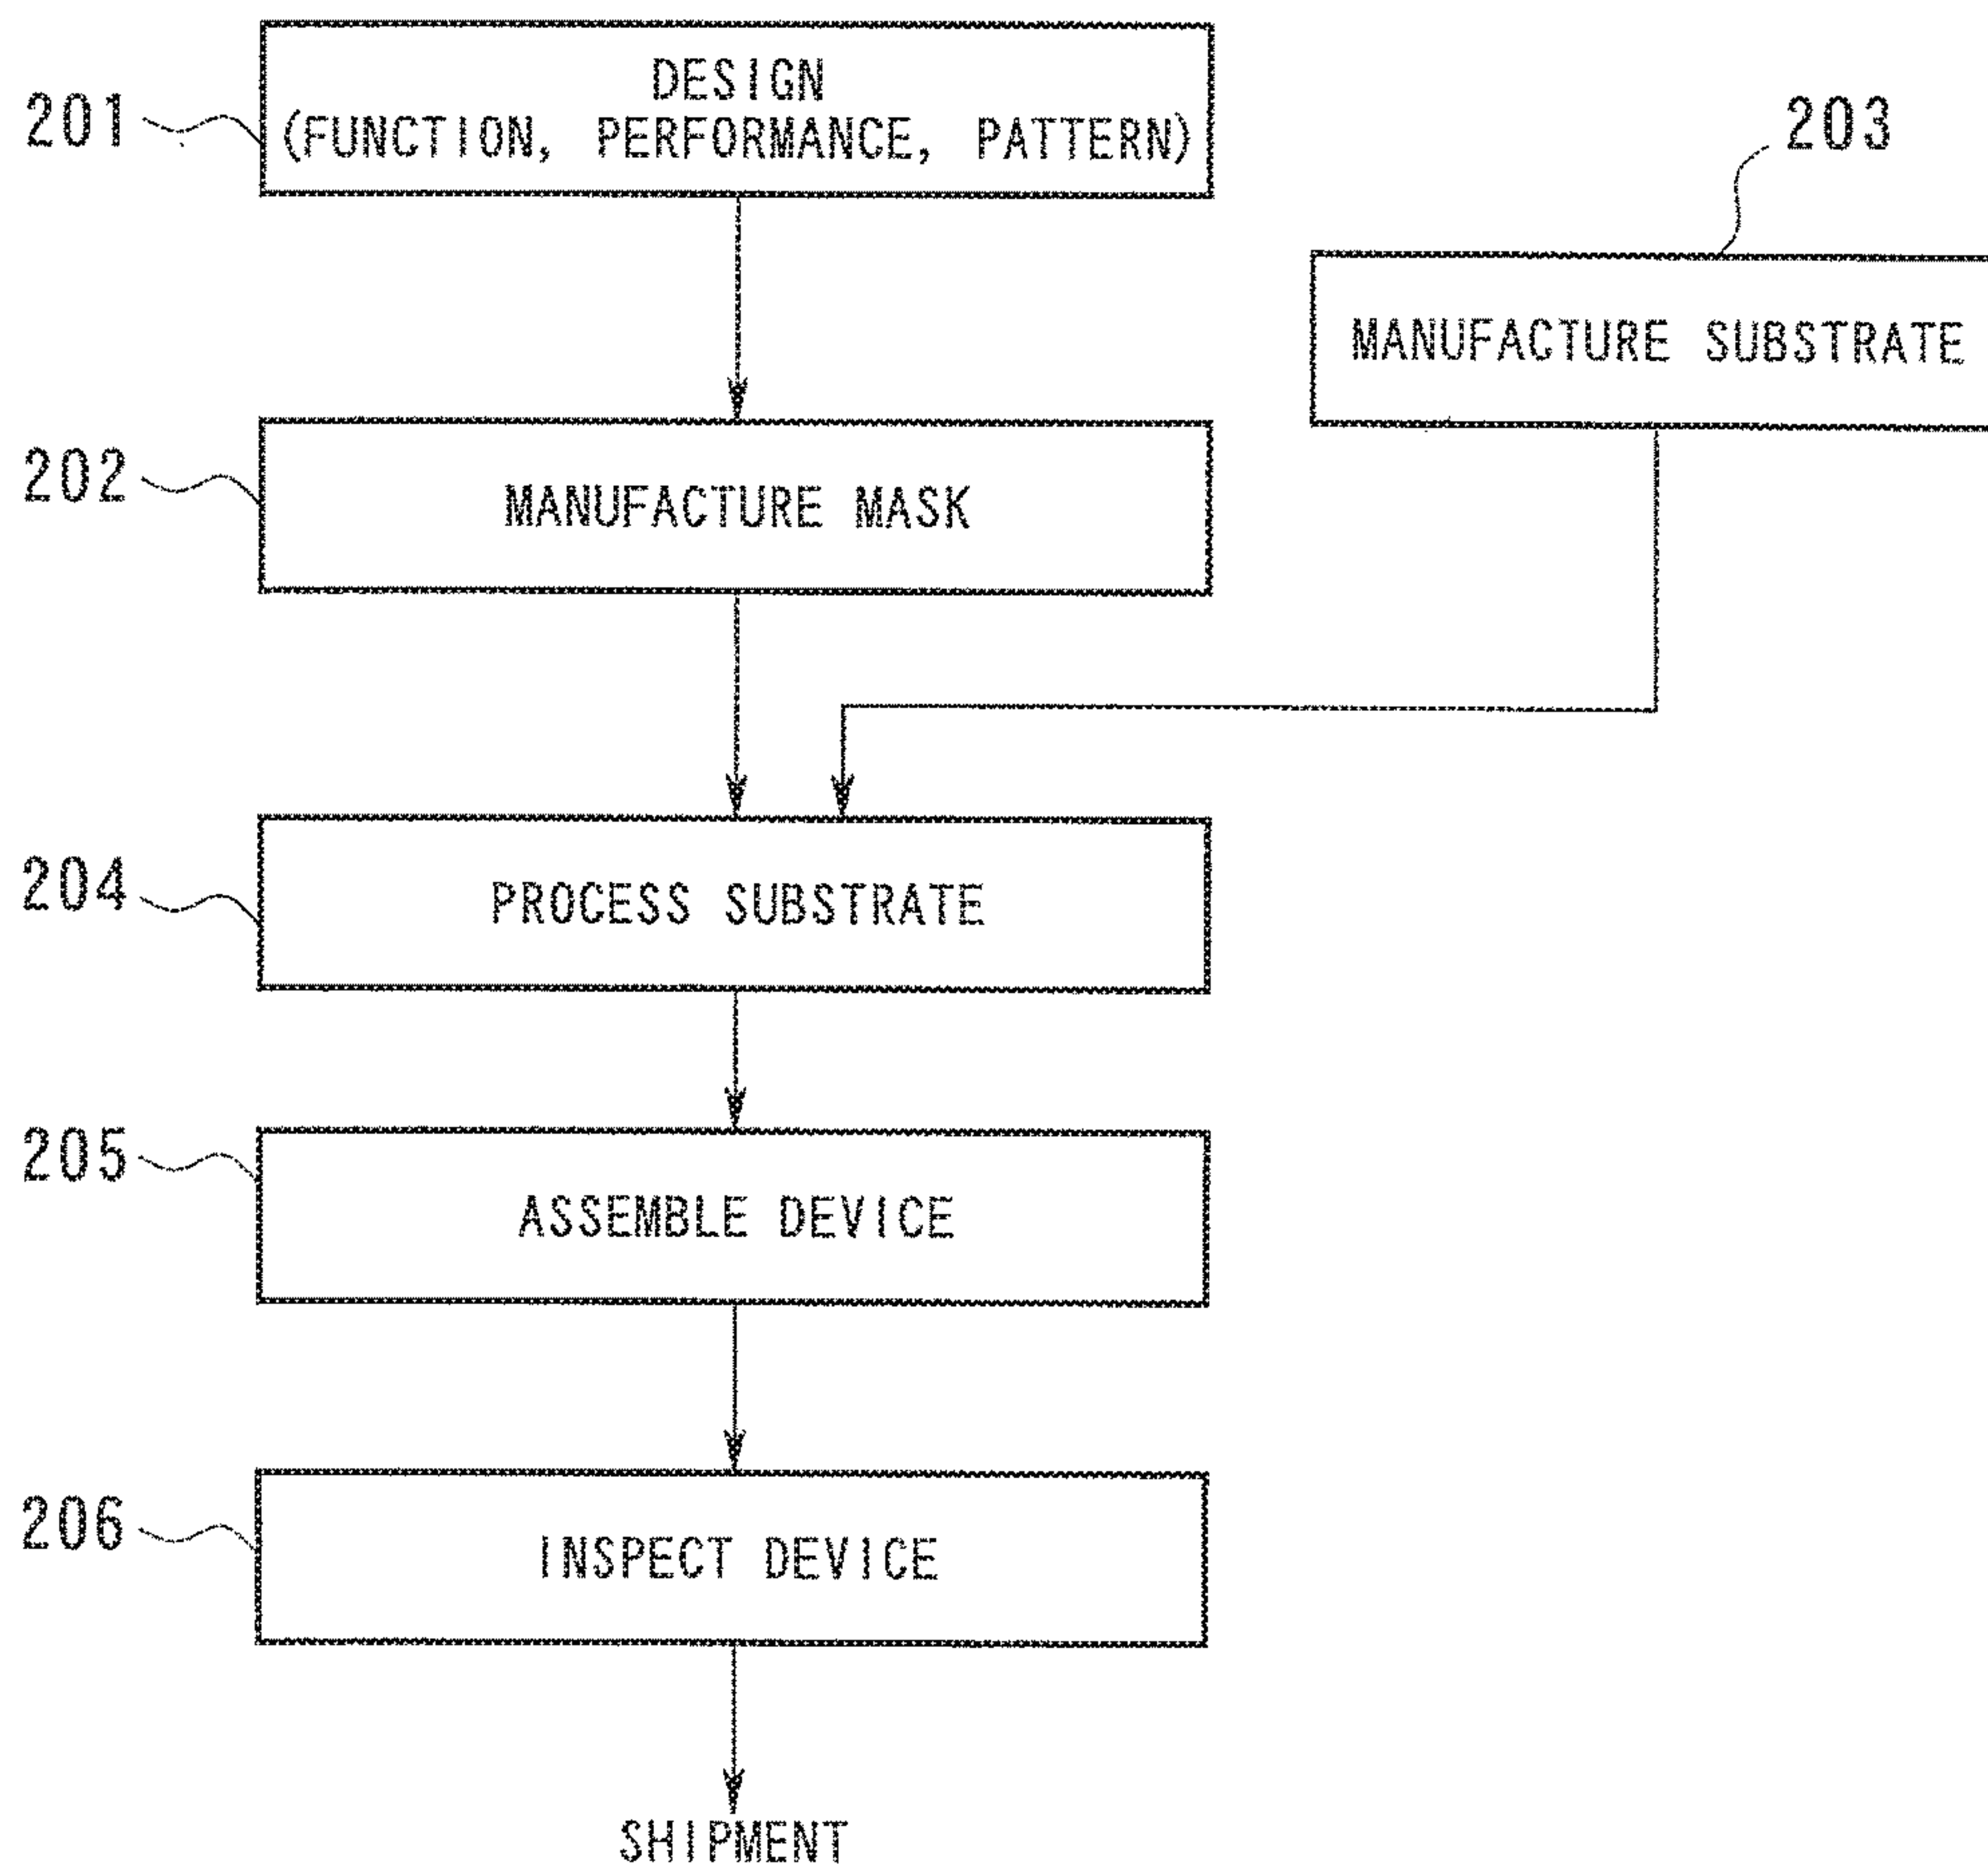 201
DESIGN
(FUNCTION, PERFORMANCE, PATTERN)
203
MANUFACTURE SUBSTRATE
202
MANUFACTURE MASK
204
PROCESS SUBSTRATE
205
ASSEMBLE DEVICE
206
INSPECT DEVICE
SHIPMENT